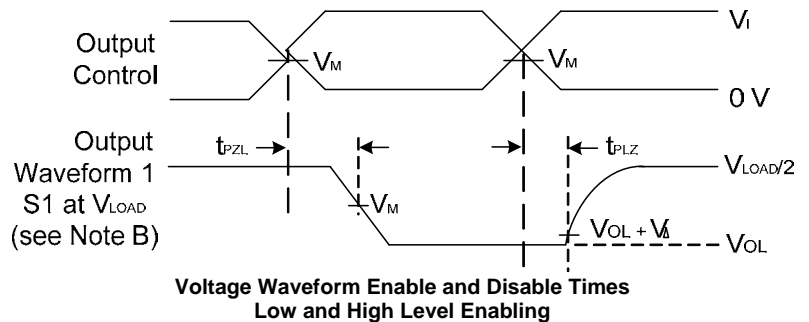 Output
Control
VM
VM
VI
0 V
Output
Waveform 1
S1 at VLOAD
(see Note B)
tPZL
tPLZ
VM
VLOAD/2
VOL + VΔ
VOL
Voltage Waveform Enable and Disable Times
Low and High Level Enabling